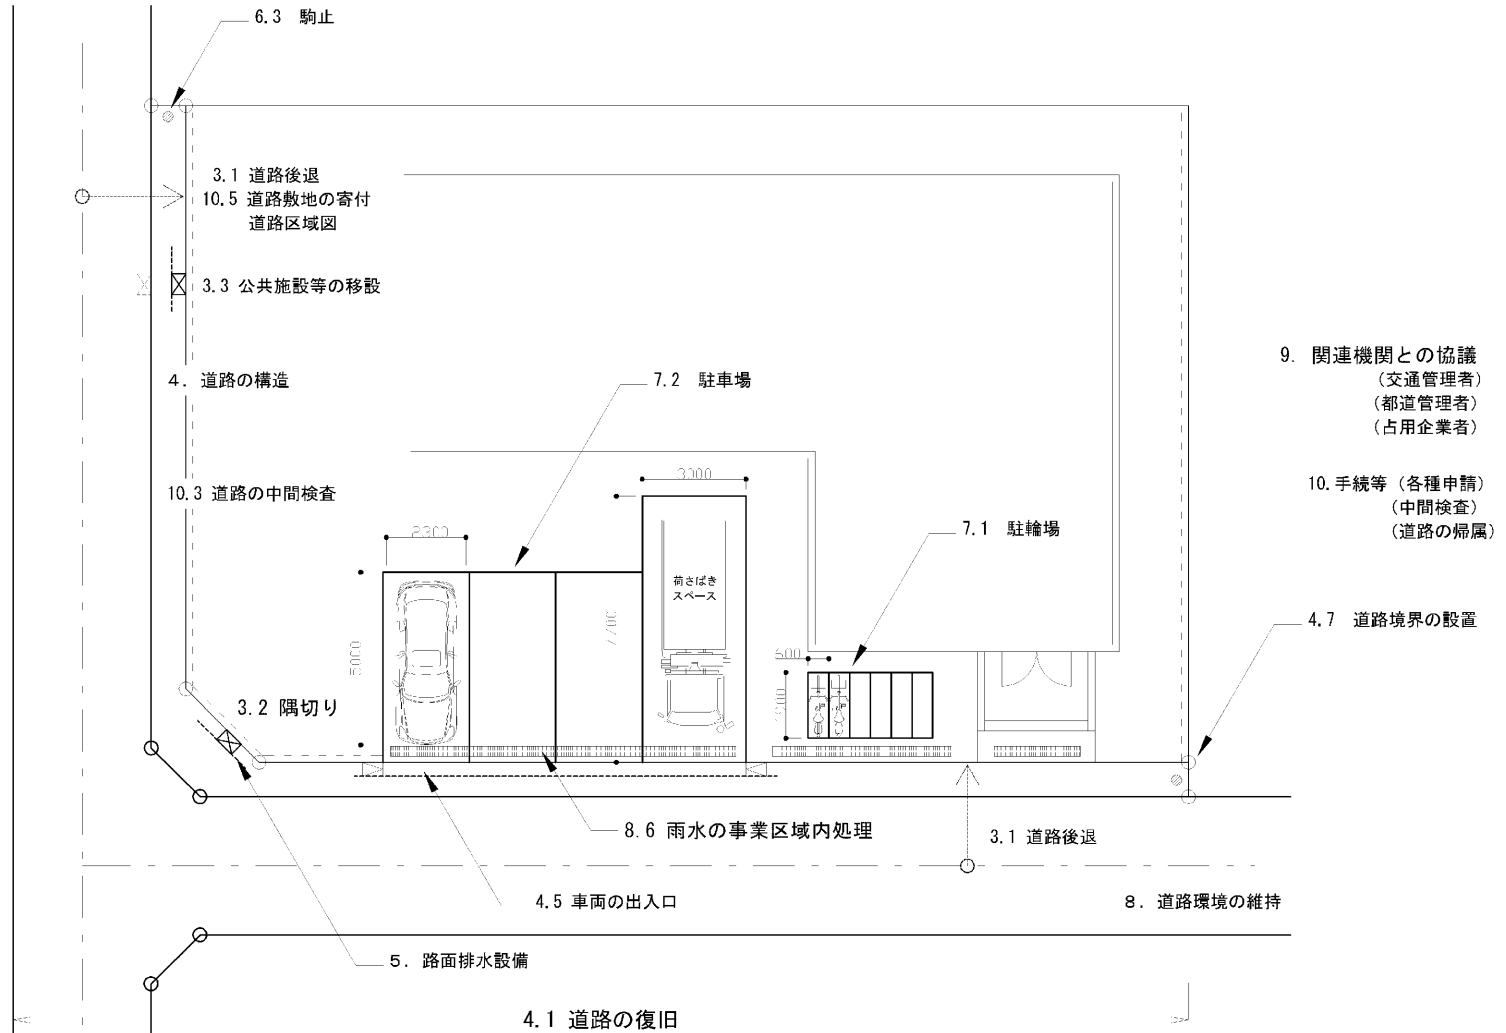 6.3 駒止
3.1 道路後退
10.5 道路敷地の寄付
道路区域図
3.3 公共施設等の移設
9. 関連機関との協議
(交通管理者)
(都道管理者)
(占用企業者)
4. 道路の構造
7.2 駐車場
3000
10.3 道路の中間検査
10.手続等 (各種申請)
(中間検査)
(道路の帰属)
2300
7.1 駐輪場
荷さばき
スペース
7700
5000
600
4.7 道路境界の設置
3.2 隅切り
8.6 雨水の事業区域内処理
3.1 道路後退
4.5 車両の出入口
8. 道路環境の維持
5. 路面排水設備
4.1 道路の復旧